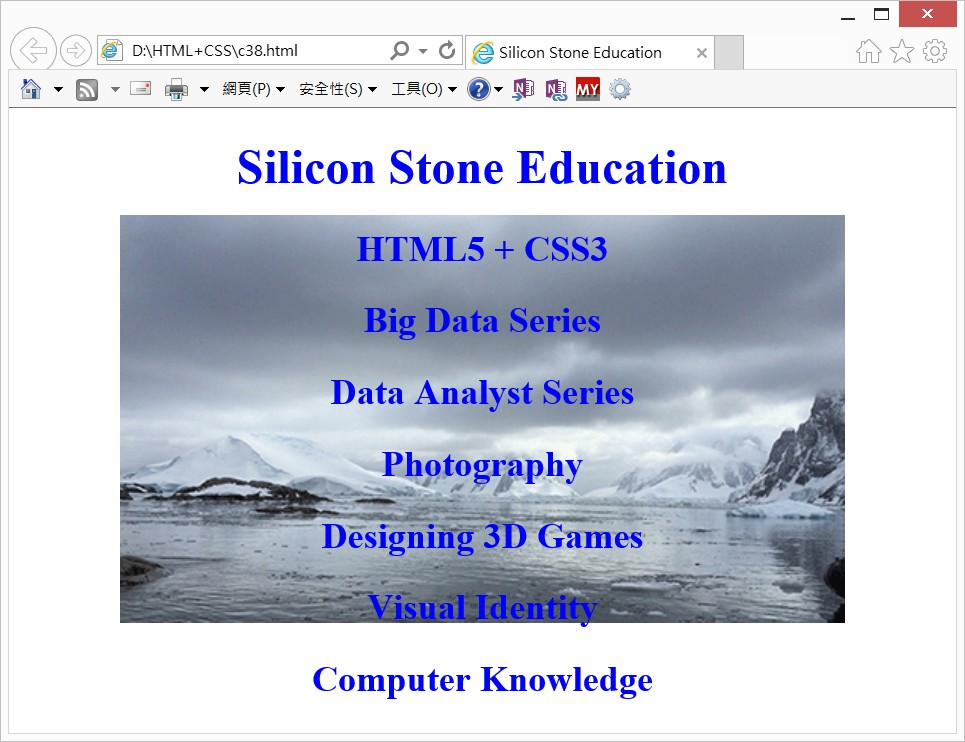 D:\HTML+CSS\c38.html
Silicon Stone Education
網頁(P) 安全性(S) 工具(O) ? N N MY
Silicon Stone Education
HTML5 + CSS3
Big Data Series
Data Analyst Series
Photography
Designing 3D Games
Visual Identity
Computer Knowledge